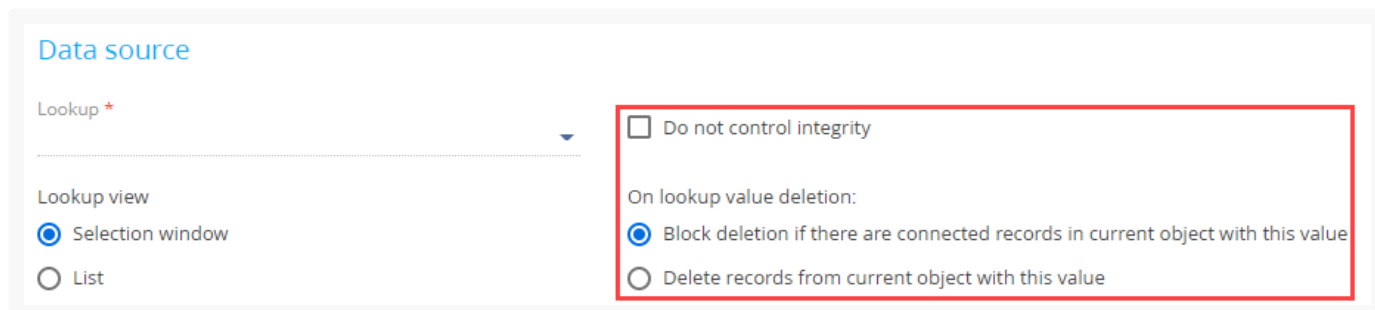 Data source
Lookup *
Do not control integrity
Lookup view
On lookup value deletion:
Selection window
Block deletion if there are connected records in current object with this value
List
Delete records from current object with this value